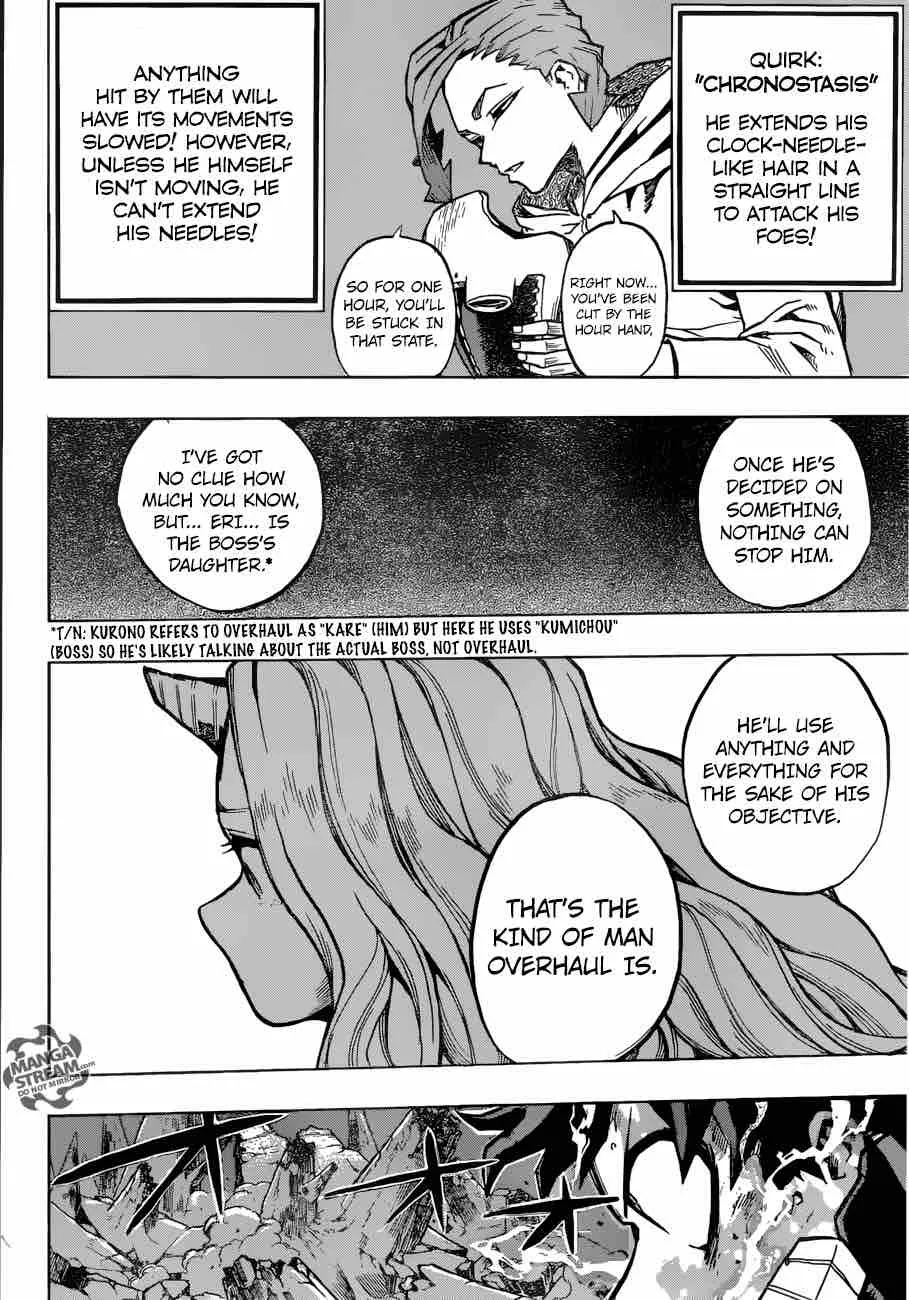 QUIRK:
"CHRONOSTASIS"
HE EXTENDS HIS
CLOCK-NEEDLE-
LIKE HAIR IN A
STRAIGHT LINE
TO ATTACK HIS
FOES!
ANYTHING
HIT BY THEM WILL
HAVE ITS MOVEMENTS
SLOWED! HOWEVER,
UNLESS HE HIMSELF
ISN'T MOVING, HE
CAN'T EXTEND
HIS NEEDLES!
RIGHT NOW...
YOU'VE BEEN
CUT BY THE
HOUR HAND,
SO FOR ONE
HOUR, YOU'LL
BE STUCK IN
THAT STATE.
ONCE HE'S
DECIDED ON
SOMETHING,
NOTHING CAN
STOP HIM.
I'VE GOT
NO CLUE HOW
MUCH YOU KNOW,
BUT... ERI... IS
THE BOSS'S
DAUGHTER.*
*T/N: KURONO REFERS TO OVERHAUL AS "KARE" (HIM) BUT HERE HE USES "KUMICHOU"
(BOSS) SO HE'S LIKELY TALKING ABOUT THE ACTUAL BOSS, NOT OVERHAUL.
HE'LL USE
ANYTHING AND
EVERYTHING FOR
THE SAKE OF HIS
OBJECTIVE.
THAT'S THE
KIND OF MAN
OVERHAUL IS.
MANGA
STREAM.com
DO NOT MIRROR